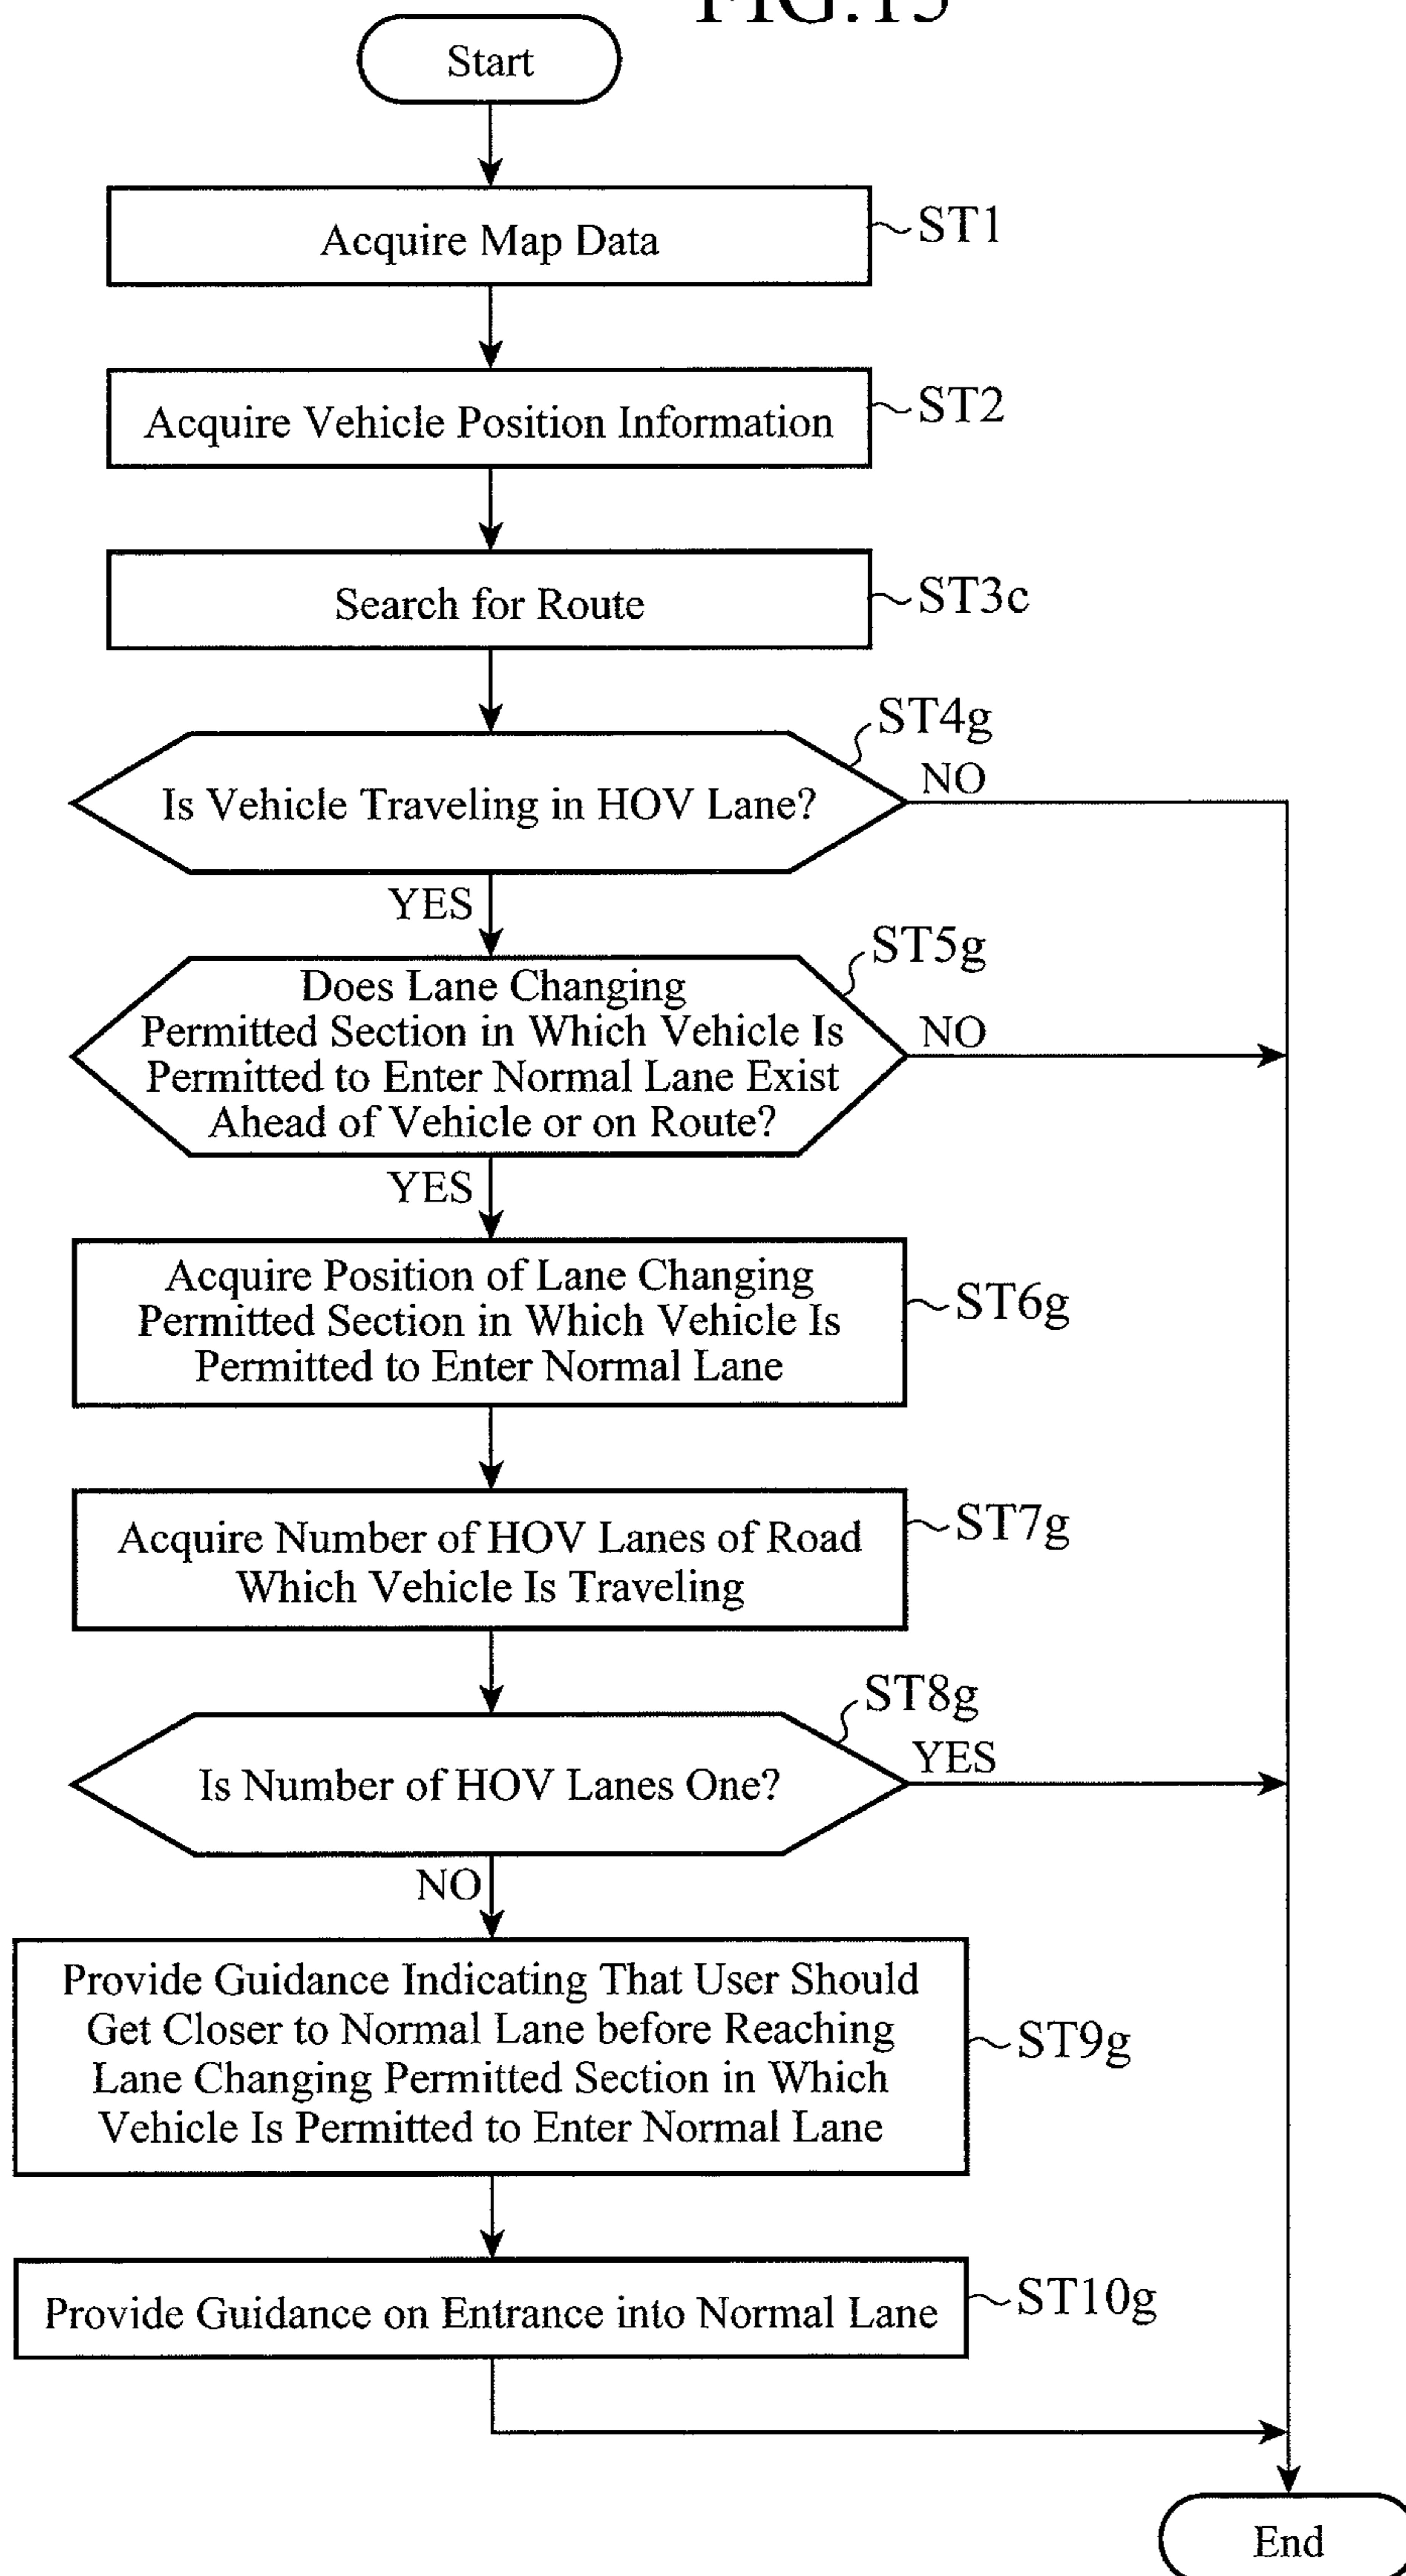 FIG.15
Start
Acquire Map Data
ST1
Acquire Vehicle Position Information
ST2
Search for Route
ST3c
ST4g
Is Vehicle Traveling in HOV Lane?
NO
YES
ST5g
Does Lane Changing
Permitted Section in Which Vehicle Is
Permitted to Enter Normal Lane Exist
Ahead of Vehicle or on Route?
NO
YES
Acquire Position of Lane Changing
Permitted Section in Which Vehicle Is
Permitted to Enter Normal Lane
ST6g
Acquire Number of HOV Lanes of Road
Which Vehicle Is Traveling
ST7g
ST8g
Is Number of HOV Lanes One?
YES
NO
Provide Guidance Indicating That User Should
Get Closer to Normal Lane before Reaching
Lane Changing Permitted Section in Which
Vehicle Is Permitted to Enter Normal Lane
ST9g
Provide Guidance on Entrance into Normal Lane
ST10g
End